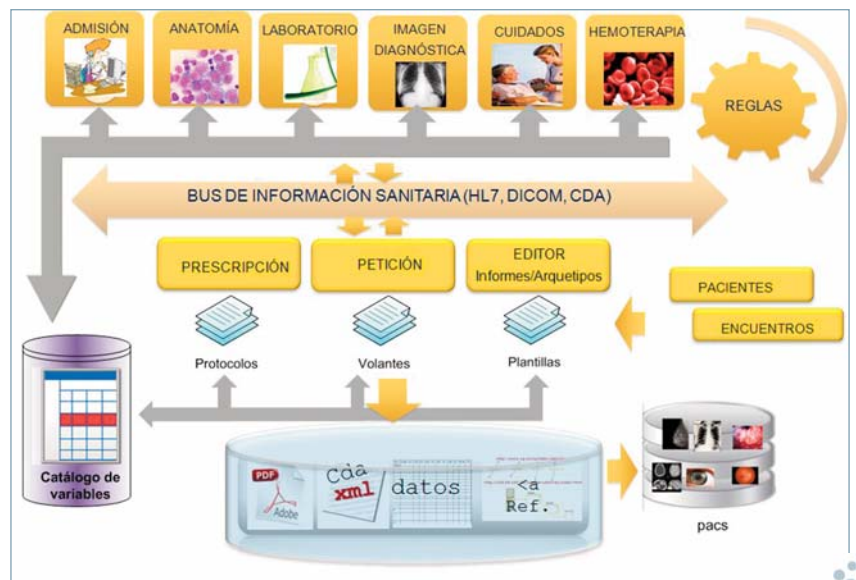 ADMISIÓN
ANATOMÍA
LABORATORIO
IMAGEN
DIAGNÓSTICA
CUIDADOS
HEMOTERAPIA
REGLAS
BUS DE INFORMACIÓN SANITARIA (HL7, DICOM, CDA)
PRESCRIPCIÓN
PETICIÓN
EDITOR
Informes/Arquetipos
PACIENTES
ENCUENTROS
Protocolos
Volantes
Plantillas
Catálogo de
variables
PDF
Adobe
Cda
xml
datos
<a
Ref.
pacs